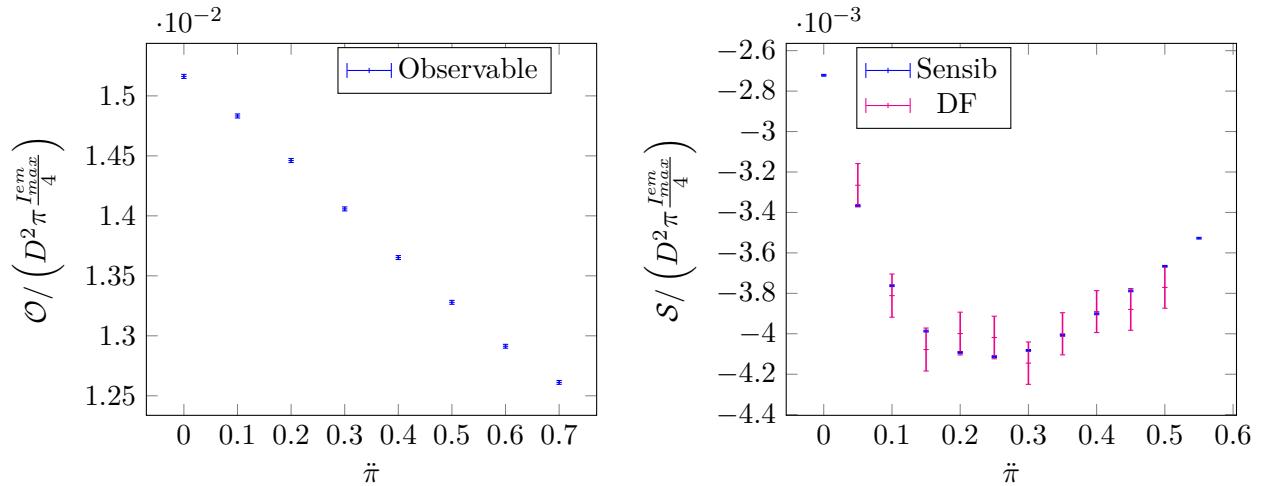 ·10⁻²
1.5
1.45
1.4
1.35
1.3
1.25
0 0.1 0.2 0.3 0.4 0.5 0.6 0.7
π̈
𝒪/(D²π I^{em}_{max}/4)
Observable
·10⁻³
−2.6
−2.8
−3
−3.2
−3.4
−3.6
−3.8
−4
−4.2
−4.4
0 0.1 0.2 0.3 0.4 0.5 0.6
π̈
𝒮/(D²π I^{em}_{max}/4)
Sensib
DF